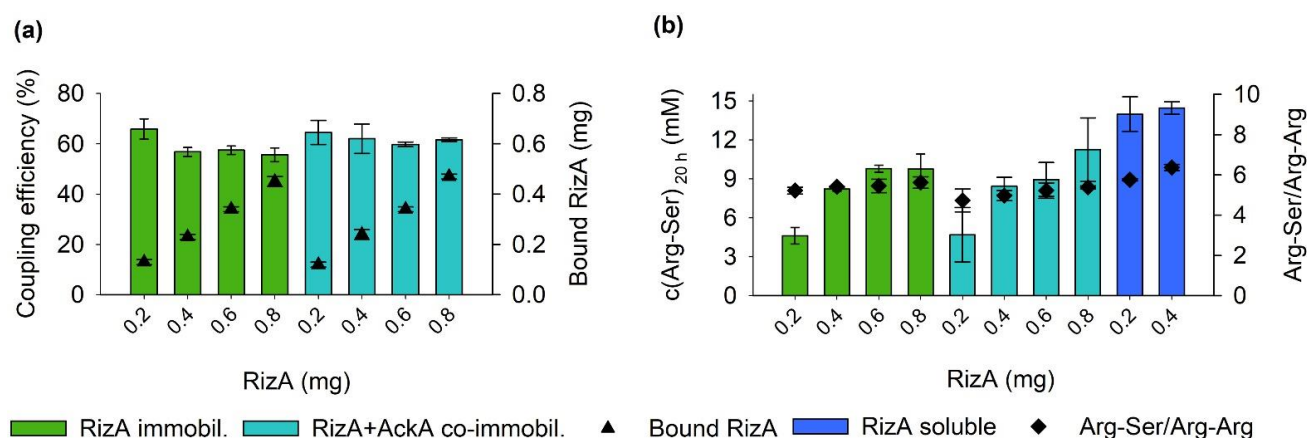 (a)
Coupling efficiency (%)
80
60
40
20
0
0.8
0.6
0.4
0.2
0.0
Bound RizA (mg)
0.2 0.4 0.6 0.8 0.2 0.4 0.6 0.8
RizA (mg)
(b)
c(Arg-Ser) 20 h (mM)
15
12
9
6
3
0
10
8
6
4
2
0
Arg-Ser/Arg-Arg
0.2 0.4 0.6 0.8 0.2 0.4 0.6 0.8 0.2 0.4
RizA (mg)
RizA immobil. RizA+AckA co-immobil. Bound RizA RizA soluble Arg-Ser/Arg-Arg